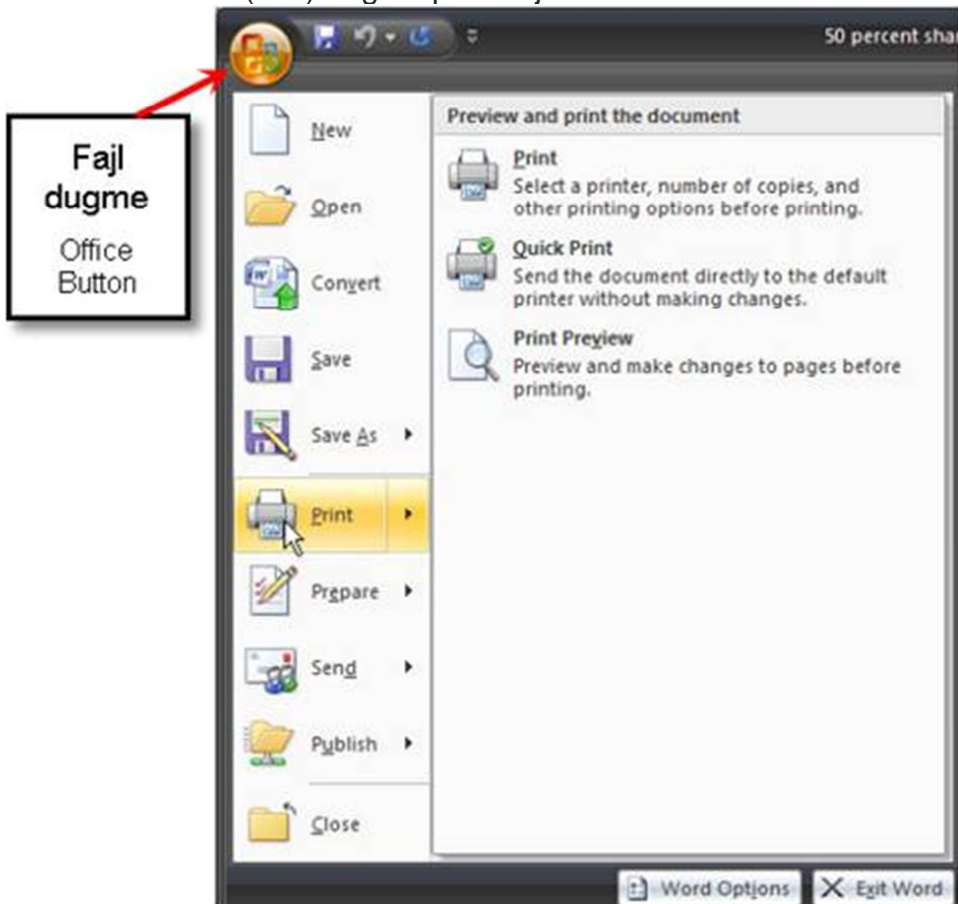 50 percent sha
Fajl
dugme
Office
Button
New
Open
Convert
Save
Save As
Print
Prepare
Send
Publish
Close
Preview and print the document
Print
Select a printer, number of copies, and
other printing options before printing.
Quick Print
Send the document directly to the default
printer without making changes.
Print Preview
Preview and make changes to pages before
printing.
Word Options
Exit Word